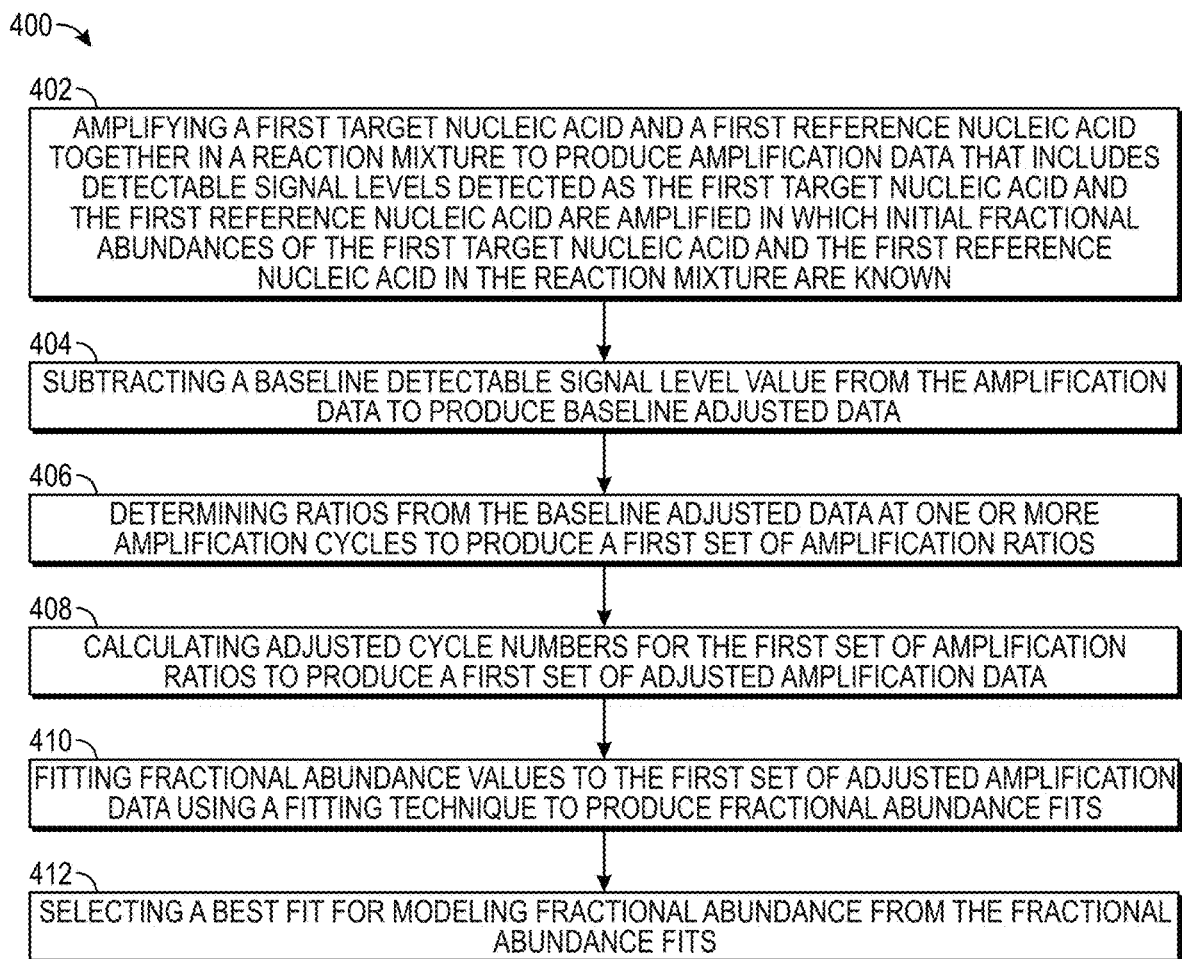 400
402
AMPLIFYING A FIRST TARGET NUCLEIC ACID AND A FIRST REFERENCE NUCLEIC ACID
TOGETHER IN A REACTION MIXTURE TO PRODUCE AMPLIFICATION DATA THAT INCLUDES
DETECTABLE SIGNAL LEVELS DETECTED AS THE FIRST TARGET NUCLEIC ACID AND
THE FIRST REFERENCE NUCLEIC ACID ARE AMPLIFIED IN WHICH INITIAL FRACTIONAL
ABUNDANCES OF THE FIRST TARGET NUCLEIC ACID AND THE FIRST REFERENCE
NUCLEIC ACID IN THE REACTION MIXTURE ARE KNOWN
404
SUBTRACTING A BASELINE DETECTABLE SIGNAL LEVEL VALUE FROM THE AMPLIFICATION
DATA TO PRODUCE BASELINE ADJUSTED DATA
406
DETERMINING RATIOS FROM THE BASELINE ADJUSTED DATA AT ONE OR MORE
AMPLIFICATION CYCLES TO PRODUCE A FIRST SET OF AMPLIFICATION RATIOS
408
CALCULATING ADJUSTED CYCLE NUMBERS FOR THE FIRST SET OF AMPLIFICATION
RATIOS TO PRODUCE A FIRST SET OF ADJUSTED AMPLIFICATION DATA
410
FITTING FRACTIONAL ABUNDANCE VALUES TO THE FIRST SET OF ADJUSTED AMPLIFICATION
DATA USING A FITTING TECHNIQUE TO PRODUCE FRACTIONAL ABUNDANCE FITS
412
SELECTING A BEST FIT FOR MODELING FRACTIONAL ABUNDANCE FROM THE FRACTIONAL
ABUNDANCE FITS